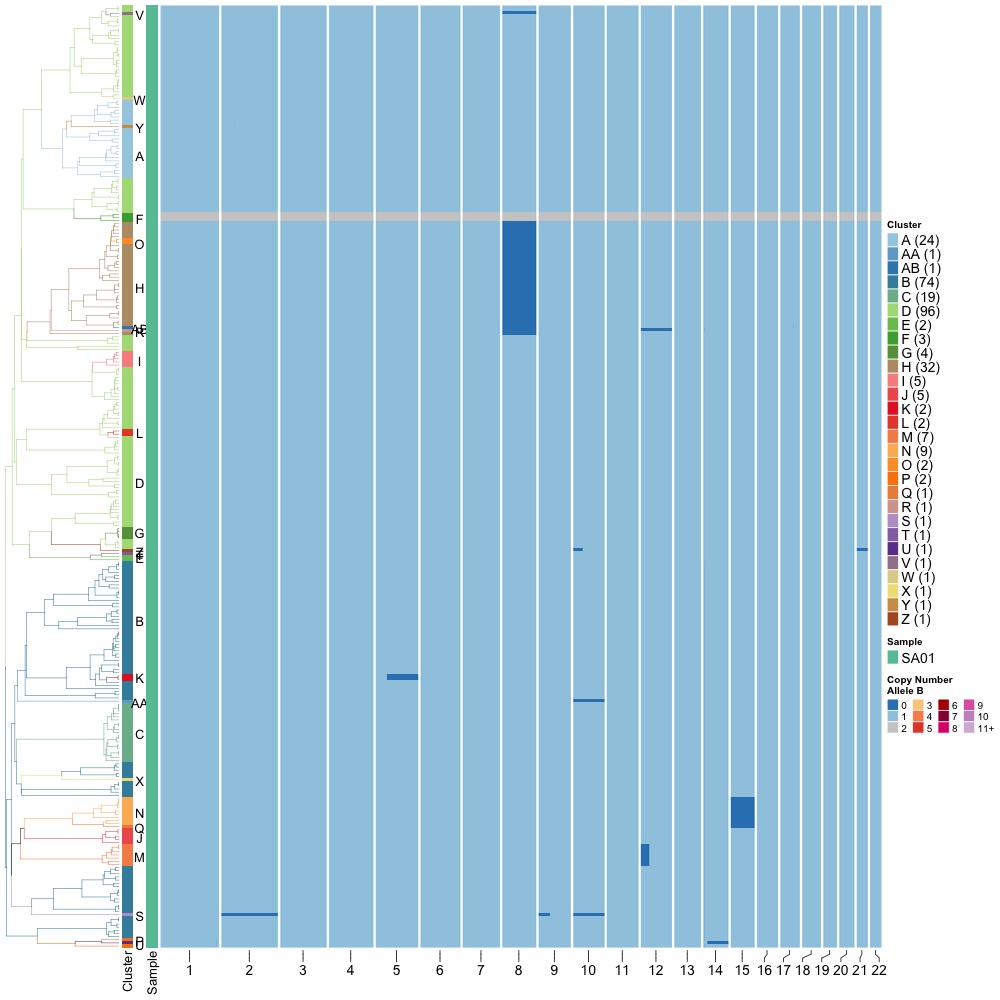 V
W
Y
A
F
O
H
AB
R
I
L
D
G
Z
E
B
K
AA
C
X
N
Q
J
M
S
P
U
Cluster
Sample
1 2 3 4 5 6 7 8 9 10 11 12 13 14 15 16 17 18 19 20 21 22
Cluster
A (24)
AA (1)
AB (1)
B (74)
C (19)
D (96)
E (2)
F (3)
G (4)
H (32)
I (5)
J (5)
K (2)
L (2)
M (7)
N (9)
O (2)
P (2)
Q (1)
R (1)
S (1)
T (1)
U (1)
V (1)
W (1)
X (1)
Y (1)
Z (1)
Sample
SA01
Copy Number
Allele B
0 3 6 9
1 4 7 10
2 5 8 11+